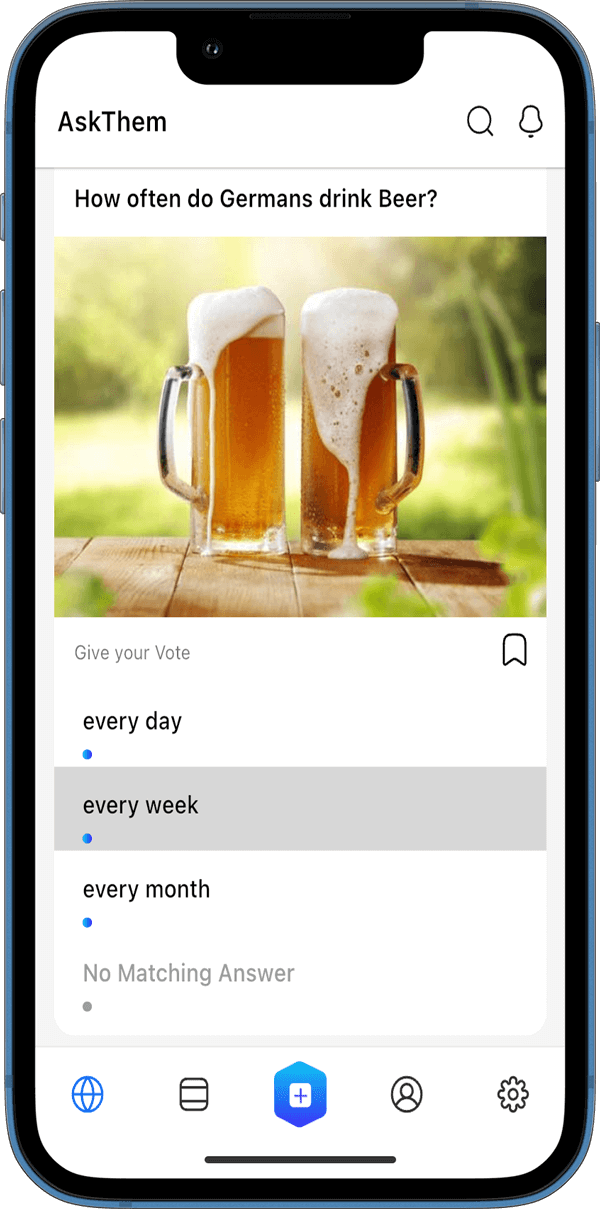 AskThem
How often do Germans drink Beer?
Give your Vote
every day
every week
every month
No Matching Answer